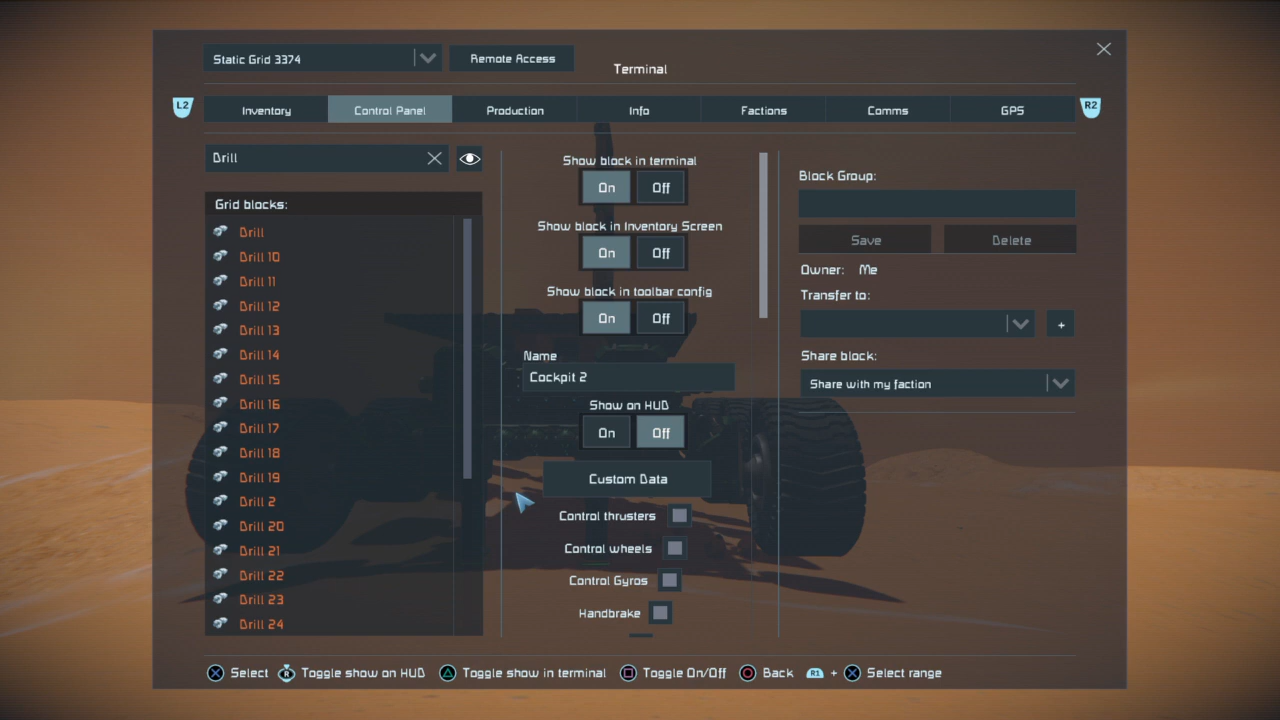 Static Grid 3374
Remote Access
Terminal
L2
Inventory
Control Panel
Production
Info
Factions
Comms
GPS
R2
Drill
Grid blocks:
Drill
Drill 10
Drill 11
Drill 12
Drill 13
Drill 14
Drill 15
Drill 16
Drill 17
Drill 18
Drill 19
Drill 2
Drill 20
Drill 21
Drill 22
Drill 23
Drill 24
Show block in terminal
On Off
Show block in Inventory Screen
On Off
Show block in toolbar config
On Off
Name
Cockpit 2
Show on HUD
On Off
Custom Data
Control thrusters
Control wheels
Control Gyros
Handbrake
Block Group:
Save Delete
Owner: Me
Transfer to:
+
Share block:
Share with my faction
Select R Toggle show on HUD Toggle show in terminal Toggle On/Off Back R1 + Select range